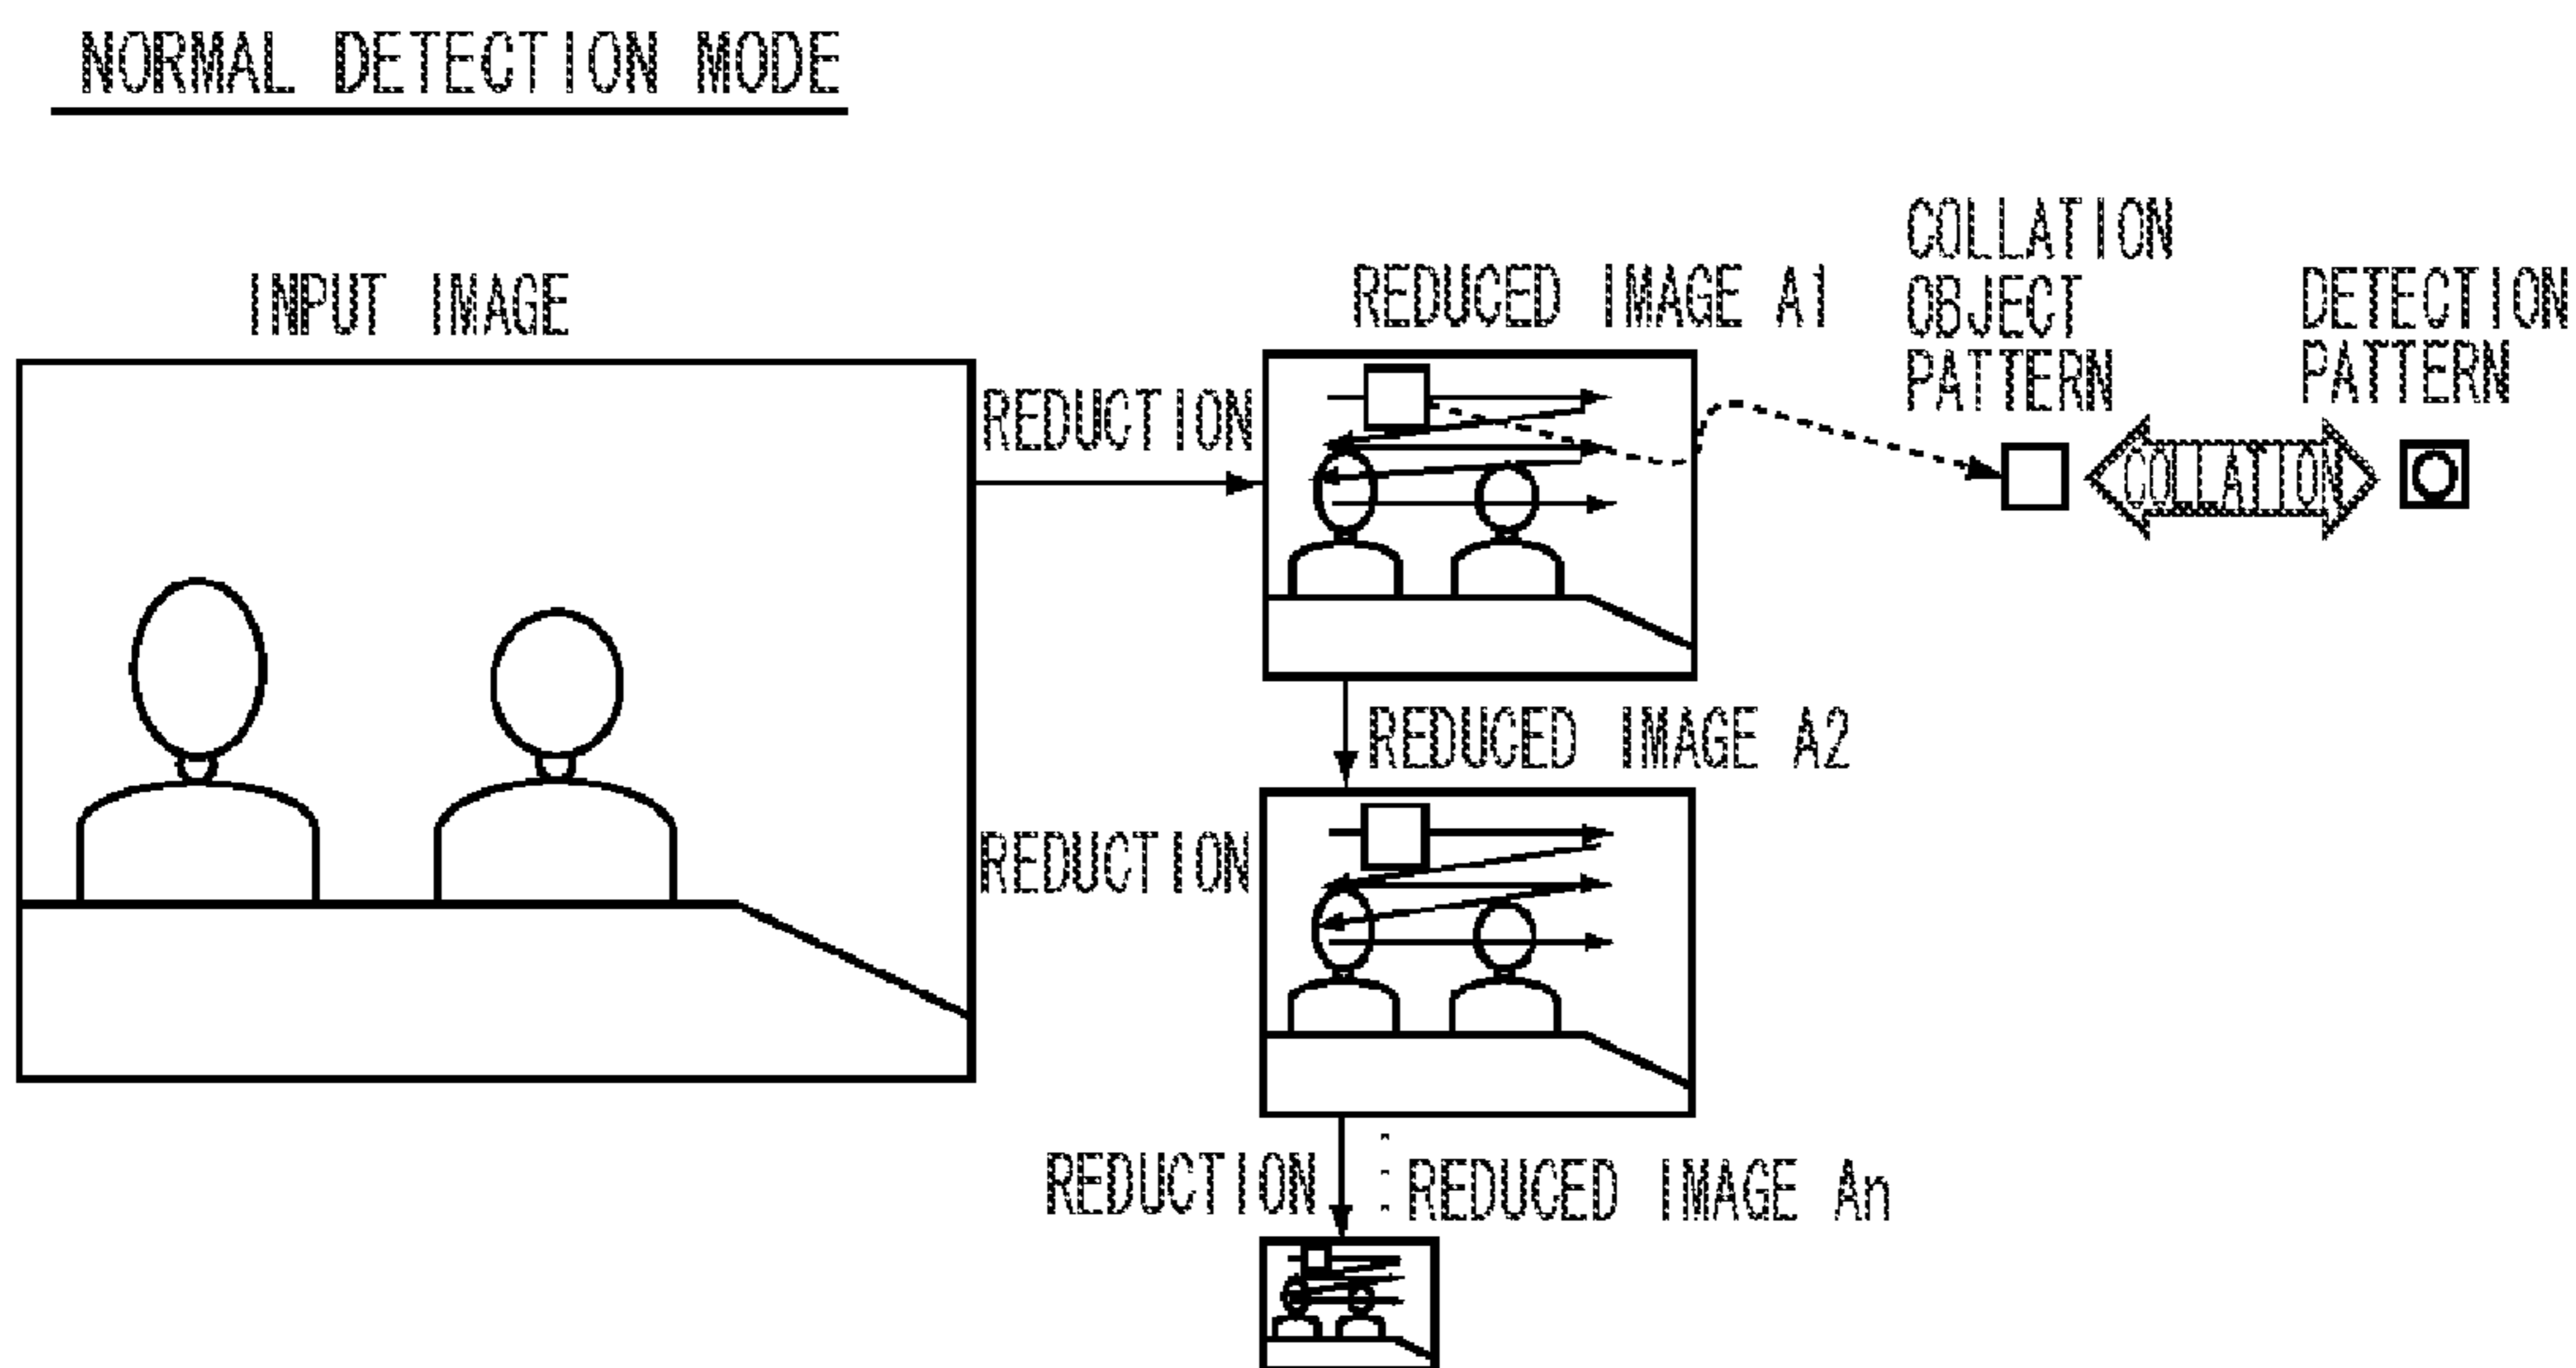 NORMAL DETECTION MODE
INPUT IMAGE
REDUCTION
REDUCED IMAGE A1
COLLATION
OBJECT
PATTERN
DETECTION
PATTERN
COLLATION
REDUCED IMAGE A2
REDUCTION
REDUCTION
REDUCED IMAGE An